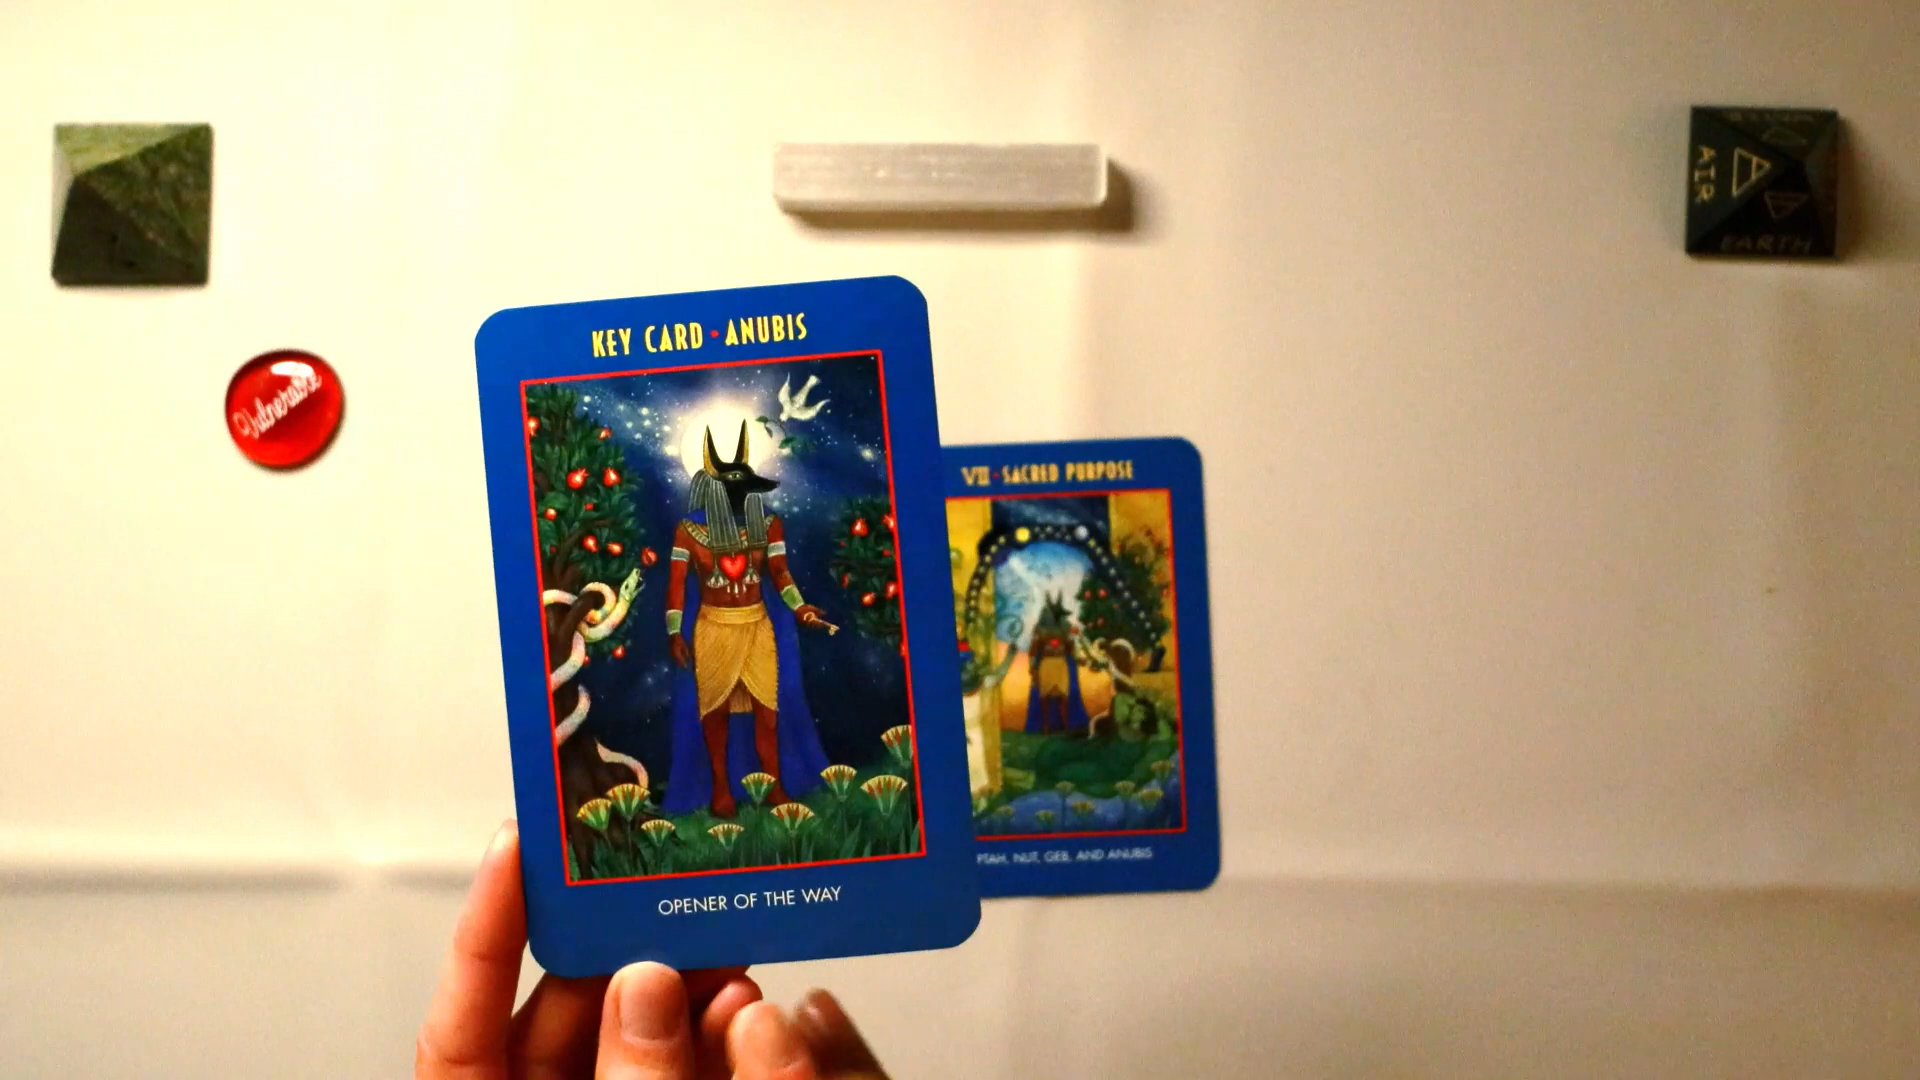 AIR
EARTH
Vulnerable
KEY CARD • ANUBIS
OPENER OF THE WAY
VII • SACRED PURPOSE
PTAH, NUT, GEB, AND ANUBIS